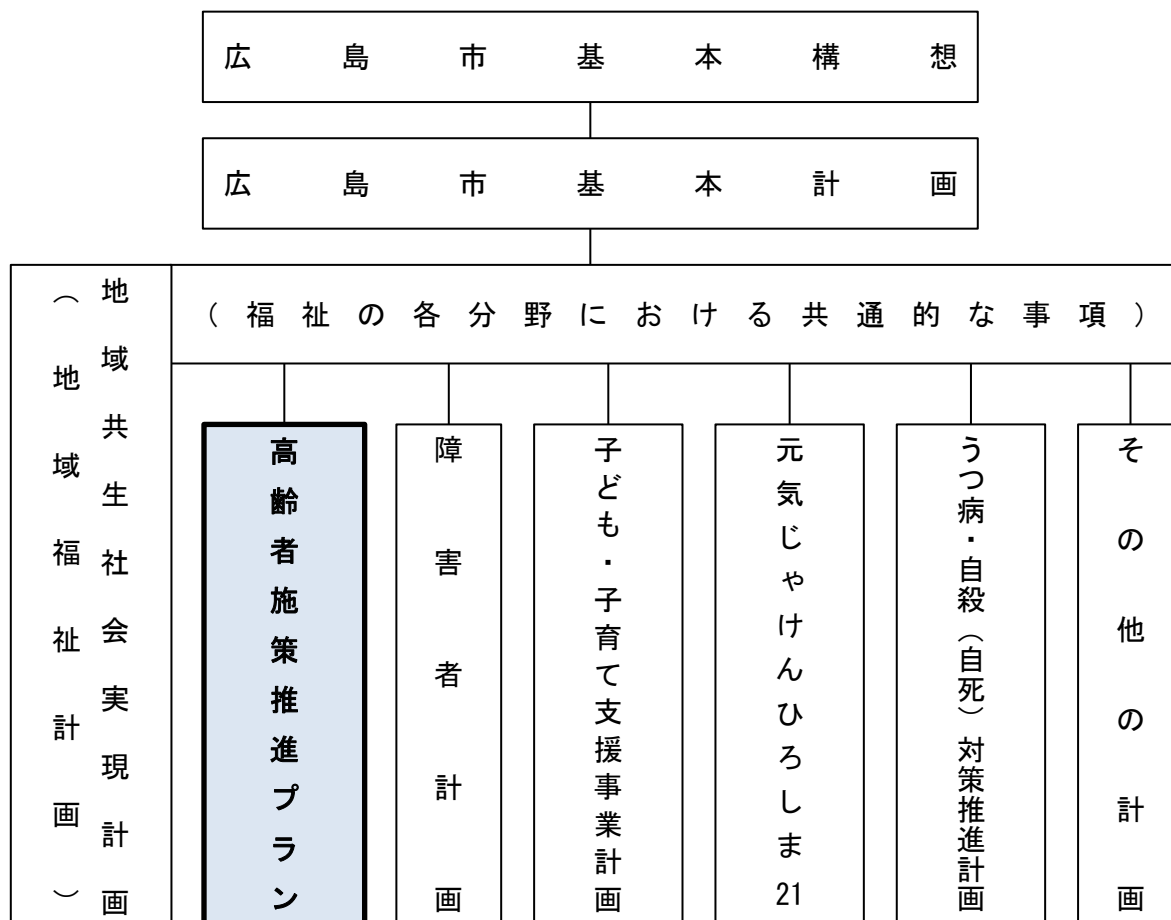 広島市基本構想
広島市基本計画
地域共生社会実現計画
（地域福祉計画）
（福祉の各分野における共通的な事項）
高齢者施策推進プラン
障害者計画
子ども・子育て支援事業計画
元気じゃけんひろしま21
うつ病・自殺（自死）対策推進計画
その他の計画